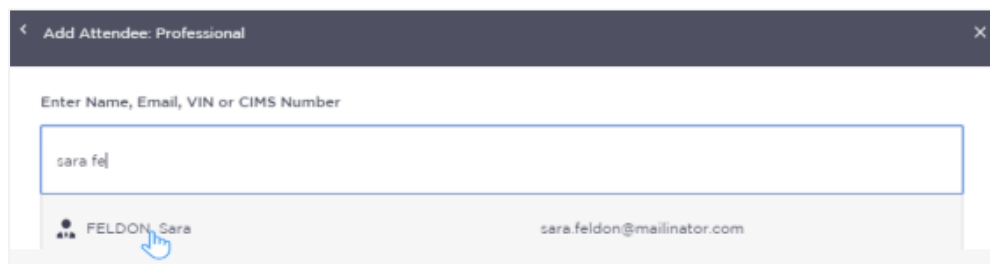 Add Attendee: Professional
Enter Name, Email, VIN or CIMS Number
sara fe
FELDON, Sara sara.feldon@mailinator.com